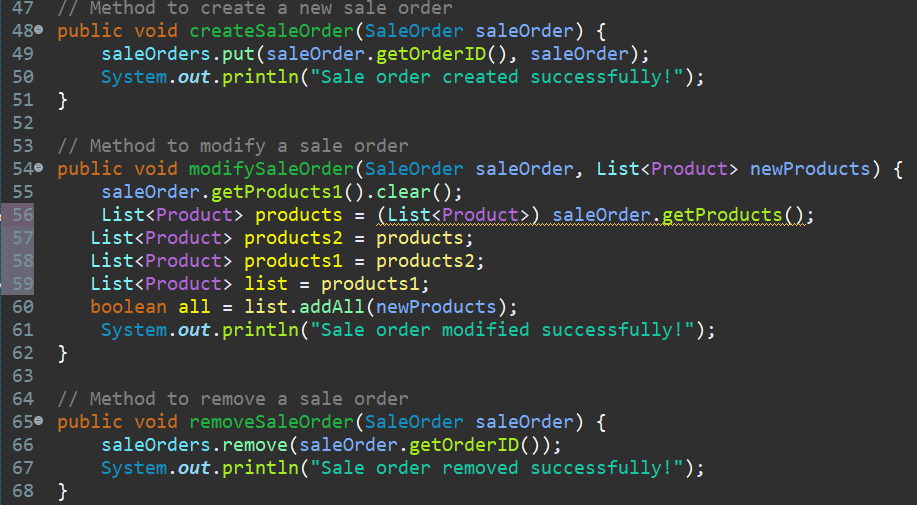 47 // Method to create a new sale order
48 public void createSaleOrder(SaleOrder saleOrder) {
49     saleOrders.put(saleOrder.getOrderID(), saleOrder);
50     System.out.println("Sale order created successfully!");
51 }
52
53 // Method to modify a sale order
54 public void modifySaleOrder(SaleOrder saleOrder, List<Product> newProducts) {
55     saleOrder.getProducts1().clear();
56     List<Product> products = (List<Product>) saleOrder.getProducts();
57    List<Product> products2 = products;
58    List<Product> products1 = products2;
59    List<Product> list = products1;
60    boolean all = list.addAll(newProducts);
61     System.out.println("Sale order modified successfully!");
62 }
63
64 // Method to remove a sale order
65 public void removeSaleOrder(SaleOrder saleOrder) {
66     saleOrders.remove(saleOrder.getOrderID());
67     System.out.println("Sale order removed successfully!");
68 }